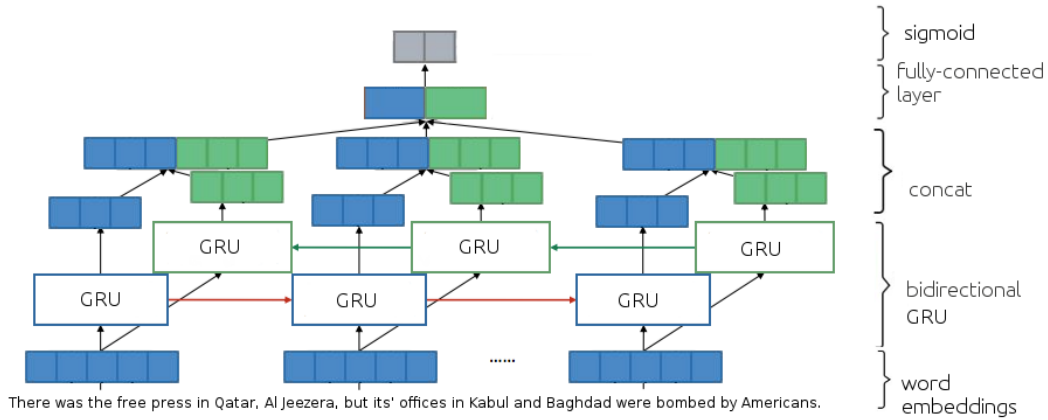 sigmoid
fully-connected
layer
concat
GRU
GRU
GRU
GRU
GRU
GRU
bidirectional
GRU
......
word
embeddings
There was the free press in Qatar, Al Jeezera, but its' offices in Kabul and Baghdad were bombed by Americans.